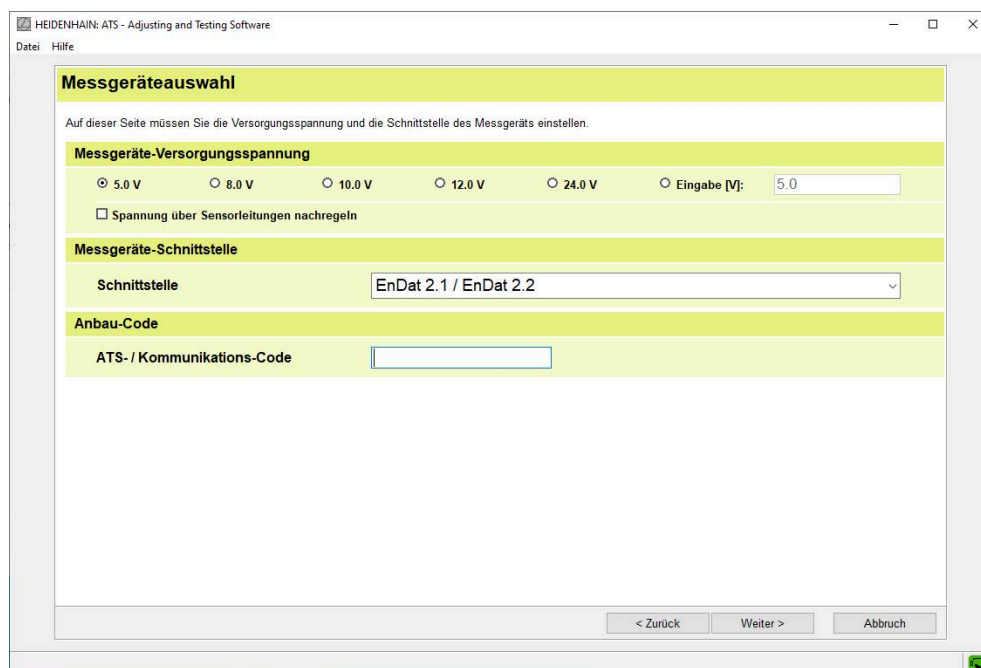 HEIDENHAIN: ATS - Adjusting and Testing Software
Datei Hilfe
Messgeräteauswahl
Auf dieser Seite müssen Sie die Versorgungsspannung und die Schnittstelle des Messgeräts einstellen.
Messgeräte-Versorgungsspannung
5.0 V 8.0 V 10.0 V 12.0 V 24.0 V Eingabe [V]: 5.0
Spannung über Sensorleitungen nachregeln
Messgeräte-Schnittstelle
Schnittstelle EnDat 2.1 / EnDat 2.2
Anbau-Code
ATS- / Kommunikations-Code
< Zurück Weiter > Abbruch